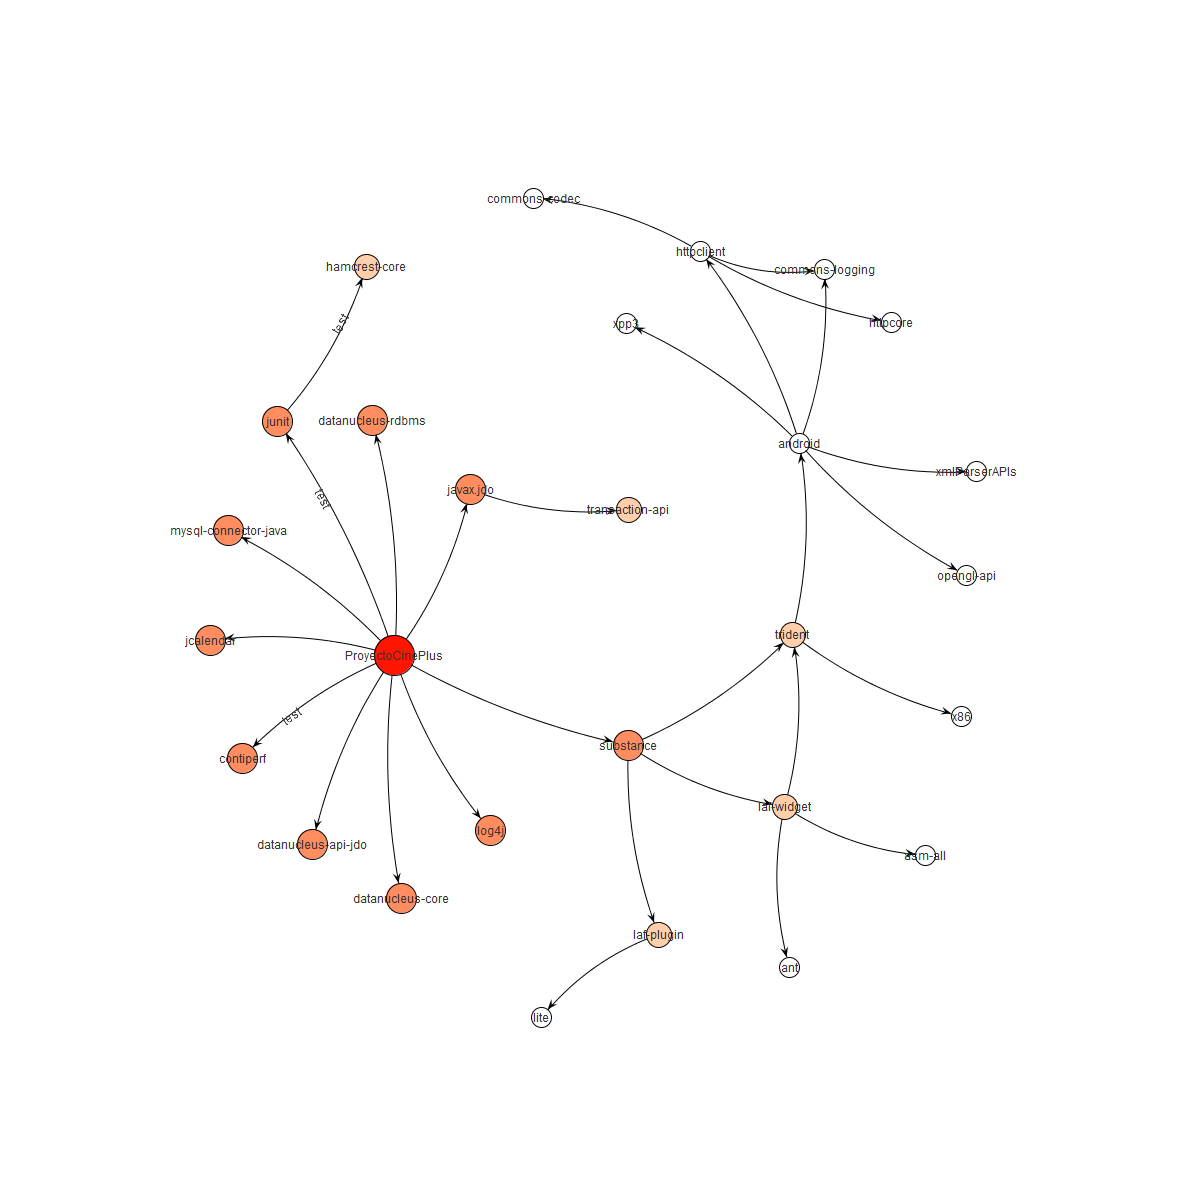 commons-codec
httpclient
hamcrest-core
commons-logging
xpp3
httpcore
test
junit
datanucleus-rdbms
android
xmlParserAPIs
javax.jdo
test
transaction-api
mysql-connector-java
opengl-api
jcalendar
trident
ProyectoCinePlus
test
x86
substance
contiperf
laf-widget
log4j
datanucleus-api-jdo
asm-all
datanucleus-core
laf-plugin
ant
lite